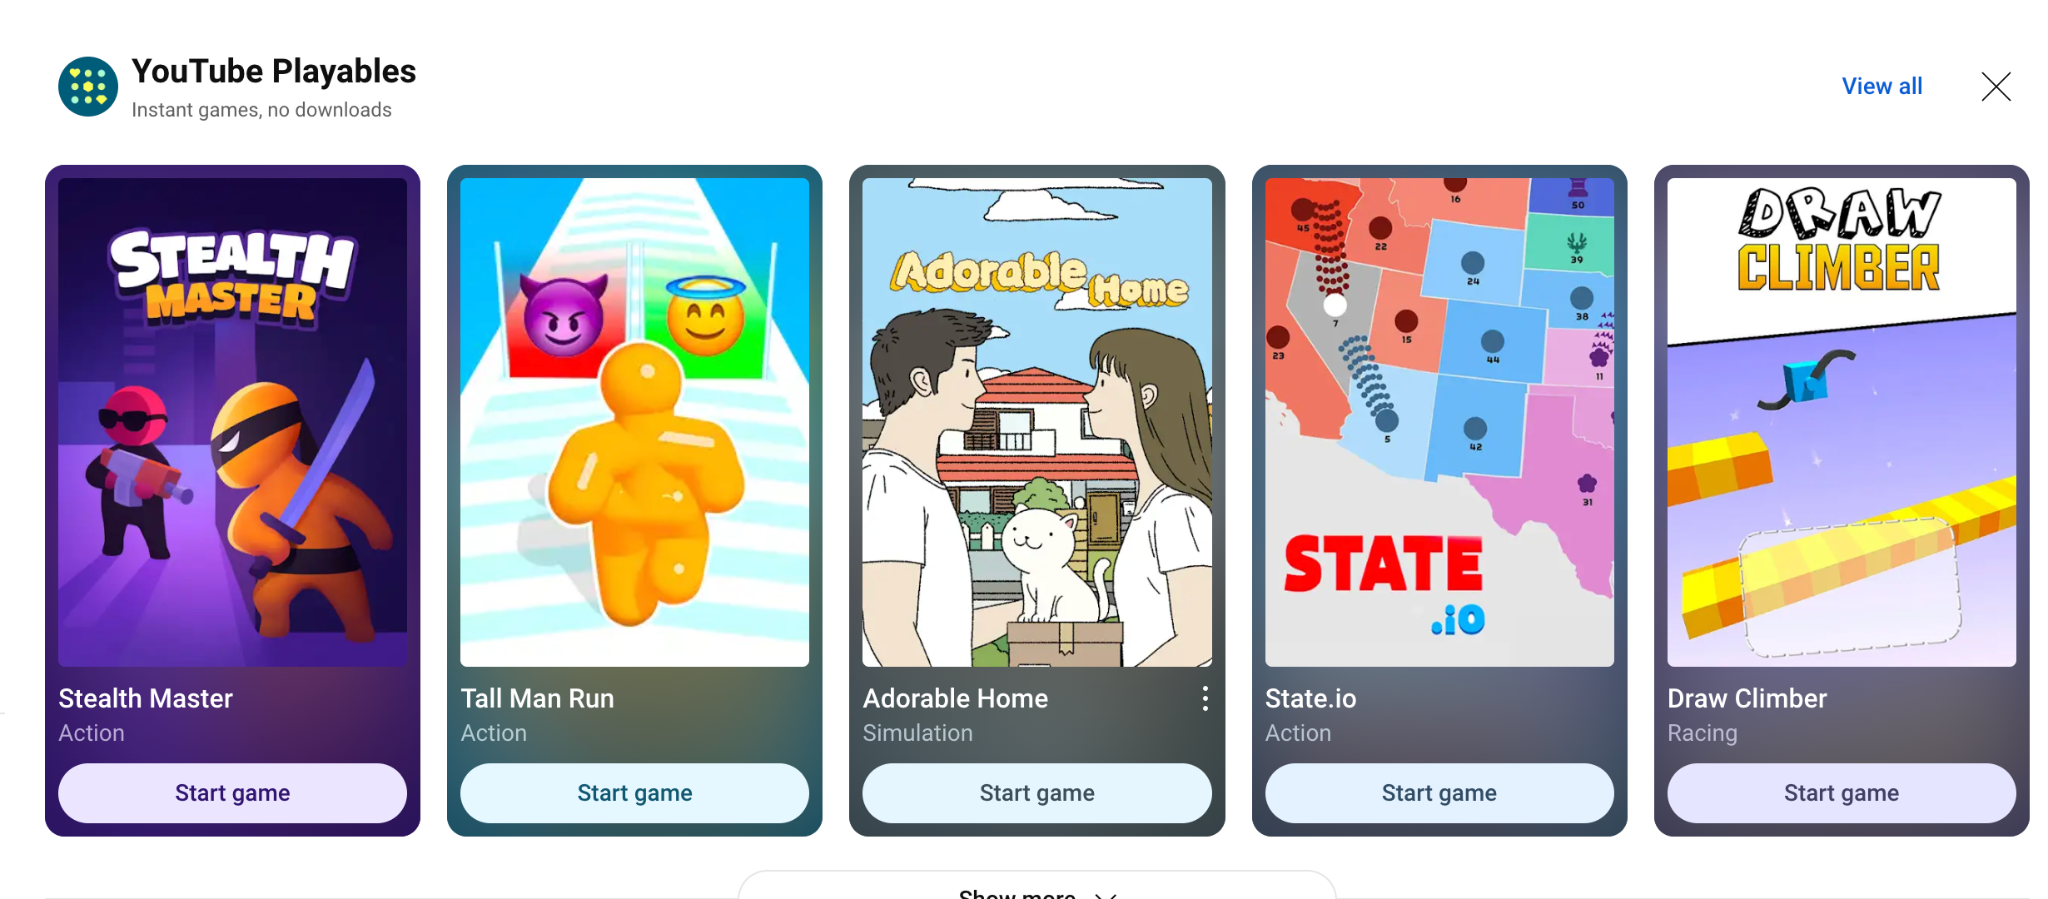 YouTube Playables
Instant games, no downloads
View all
STEALTH
MASTER
Stealth Master
Action
Start game
Tall Man Run
Action
Start game
Adorable Home
Adorable Home
Simulation
Start game
16
50
45
22
39
24
38
7
15
23
44
11
5
42
31
STATE
.io
State.io
Action
Start game
DRAW
CLIMBER
Draw Climber
Racing
Start game
Show more